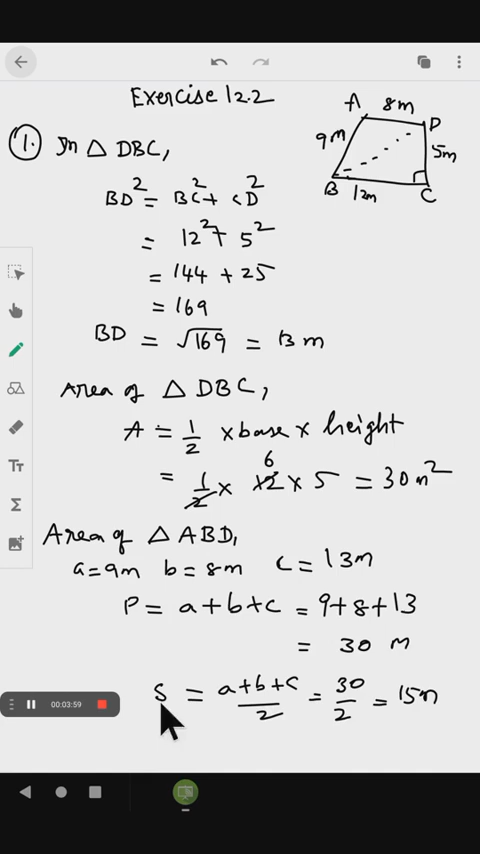 Exercise 12.2
A 8m D
9m 5m
B 12m C
1. In △ DBC,
BD² = BC² + CD²
= 12² + 5²
= 144 + 25
= 169
BD = √169 = 13 m
Area of △ DBC,
A = 1/2 × base × height
6
= 1/2 × 12 × 5 = 30 m²
Area of △ ABD,
a = 9m b = 8m c = 13m
P = a + b + c = 9 + 8 + 13
= 30 M
S = a+b+c/2 = 30/2 = 15m
00:03:59
Tт
Σ